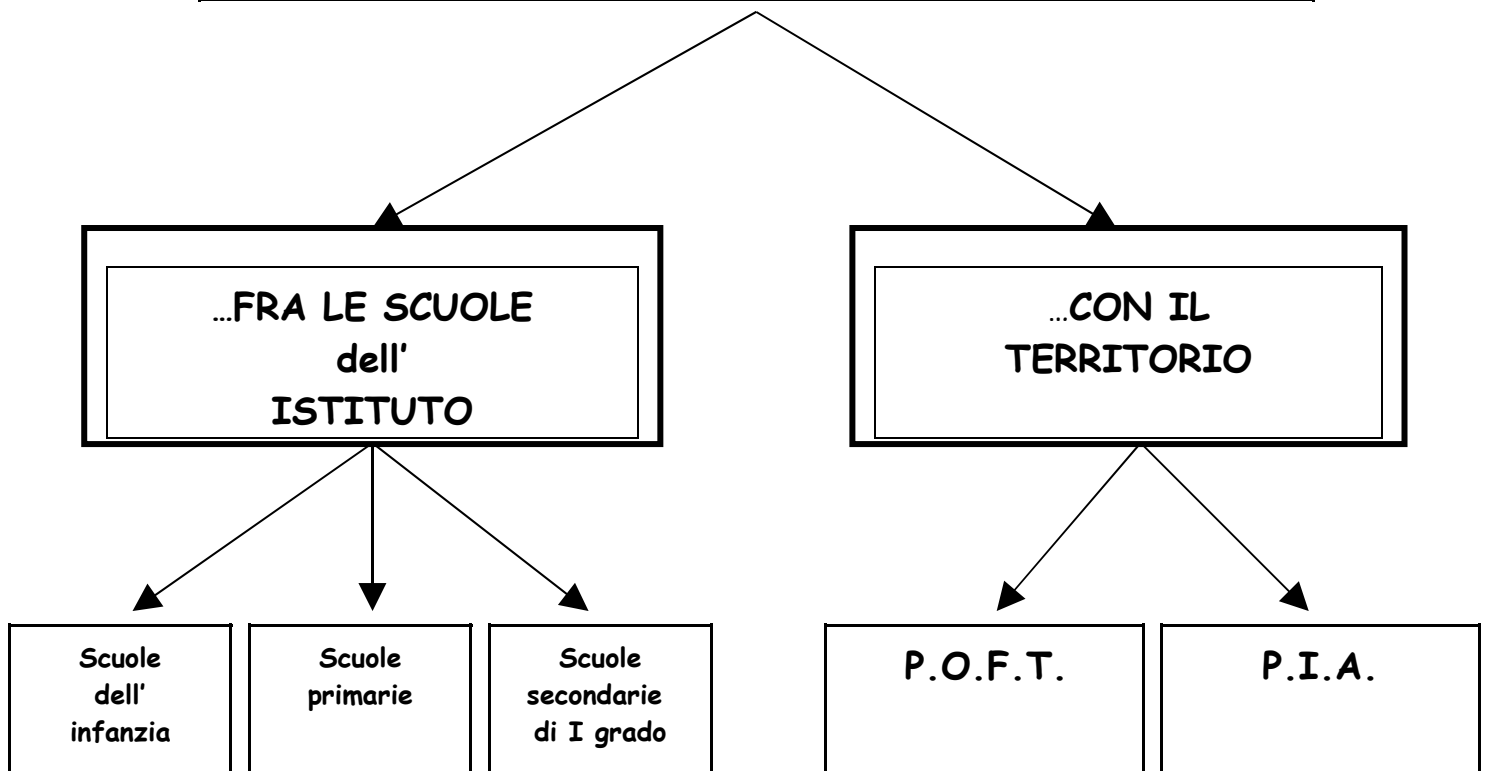 …FRA LE SCUOLE
dell’
ISTITUTO
…CON IL
TERRITORIO
Scuole
dell’
infanzia
Scuole
primarie
Scuole
secondarie
di I grado
P.O.F.T.
P.I.A.